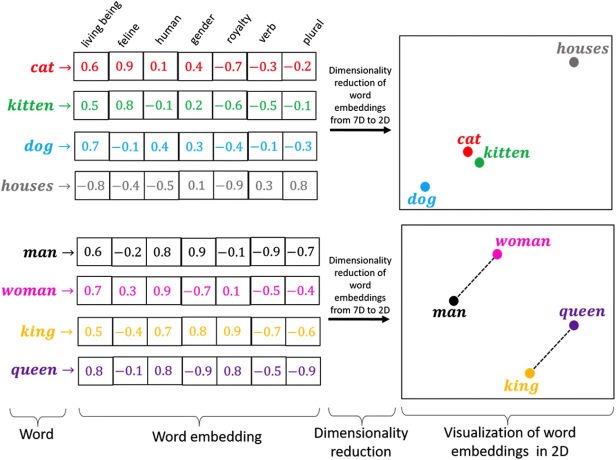 living being feline human gender royalty verb plural
cat → 0.6 0.9 0.1 0.4 −0.7 −0.3 −0.2
kitten → 0.5 0.8 −0.1 0.2 −0.6 −0.5 −0.1
dog → 0.7 −0.1 0.4 0.3 −0.4 −0.1 −0.3
houses → −0.8 −0.4 −0.5 0.1 −0.9 0.3 0.8
Dimensionality
reduction of
word
embeddings
from 7D to 2D
houses
cat
kitten
dog
man → 0.6 −0.2 0.8 0.9 −0.1 −0.9 −0.7
woman → 0.7 0.3 0.9 −0.7 0.1 −0.5 −0.4
king → 0.5 −0.4 0.7 0.8 0.9 −0.7 −0.6
queen → 0.8 −0.1 0.8 −0.9 0.8 −0.5 −0.9
Dimensionality
reduction of
word
embeddings
from 7D to 2D
woman
man
queen
king
Word
Word embedding
Dimensionality
reduction
Visualization of word
embeddings in 2D